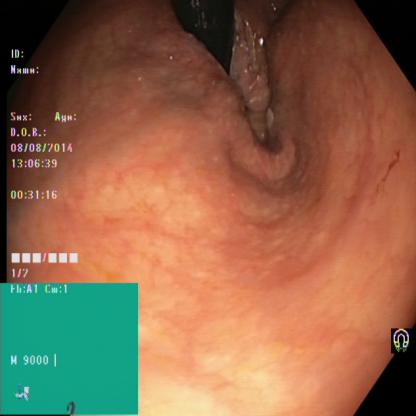 ID:
Name:
Sex: Age:
D.O.B.:
08/08/2014
13:06:39
00:31:16
■■■/■■■
1/2
Eh:A1 Cm:1
M 9000